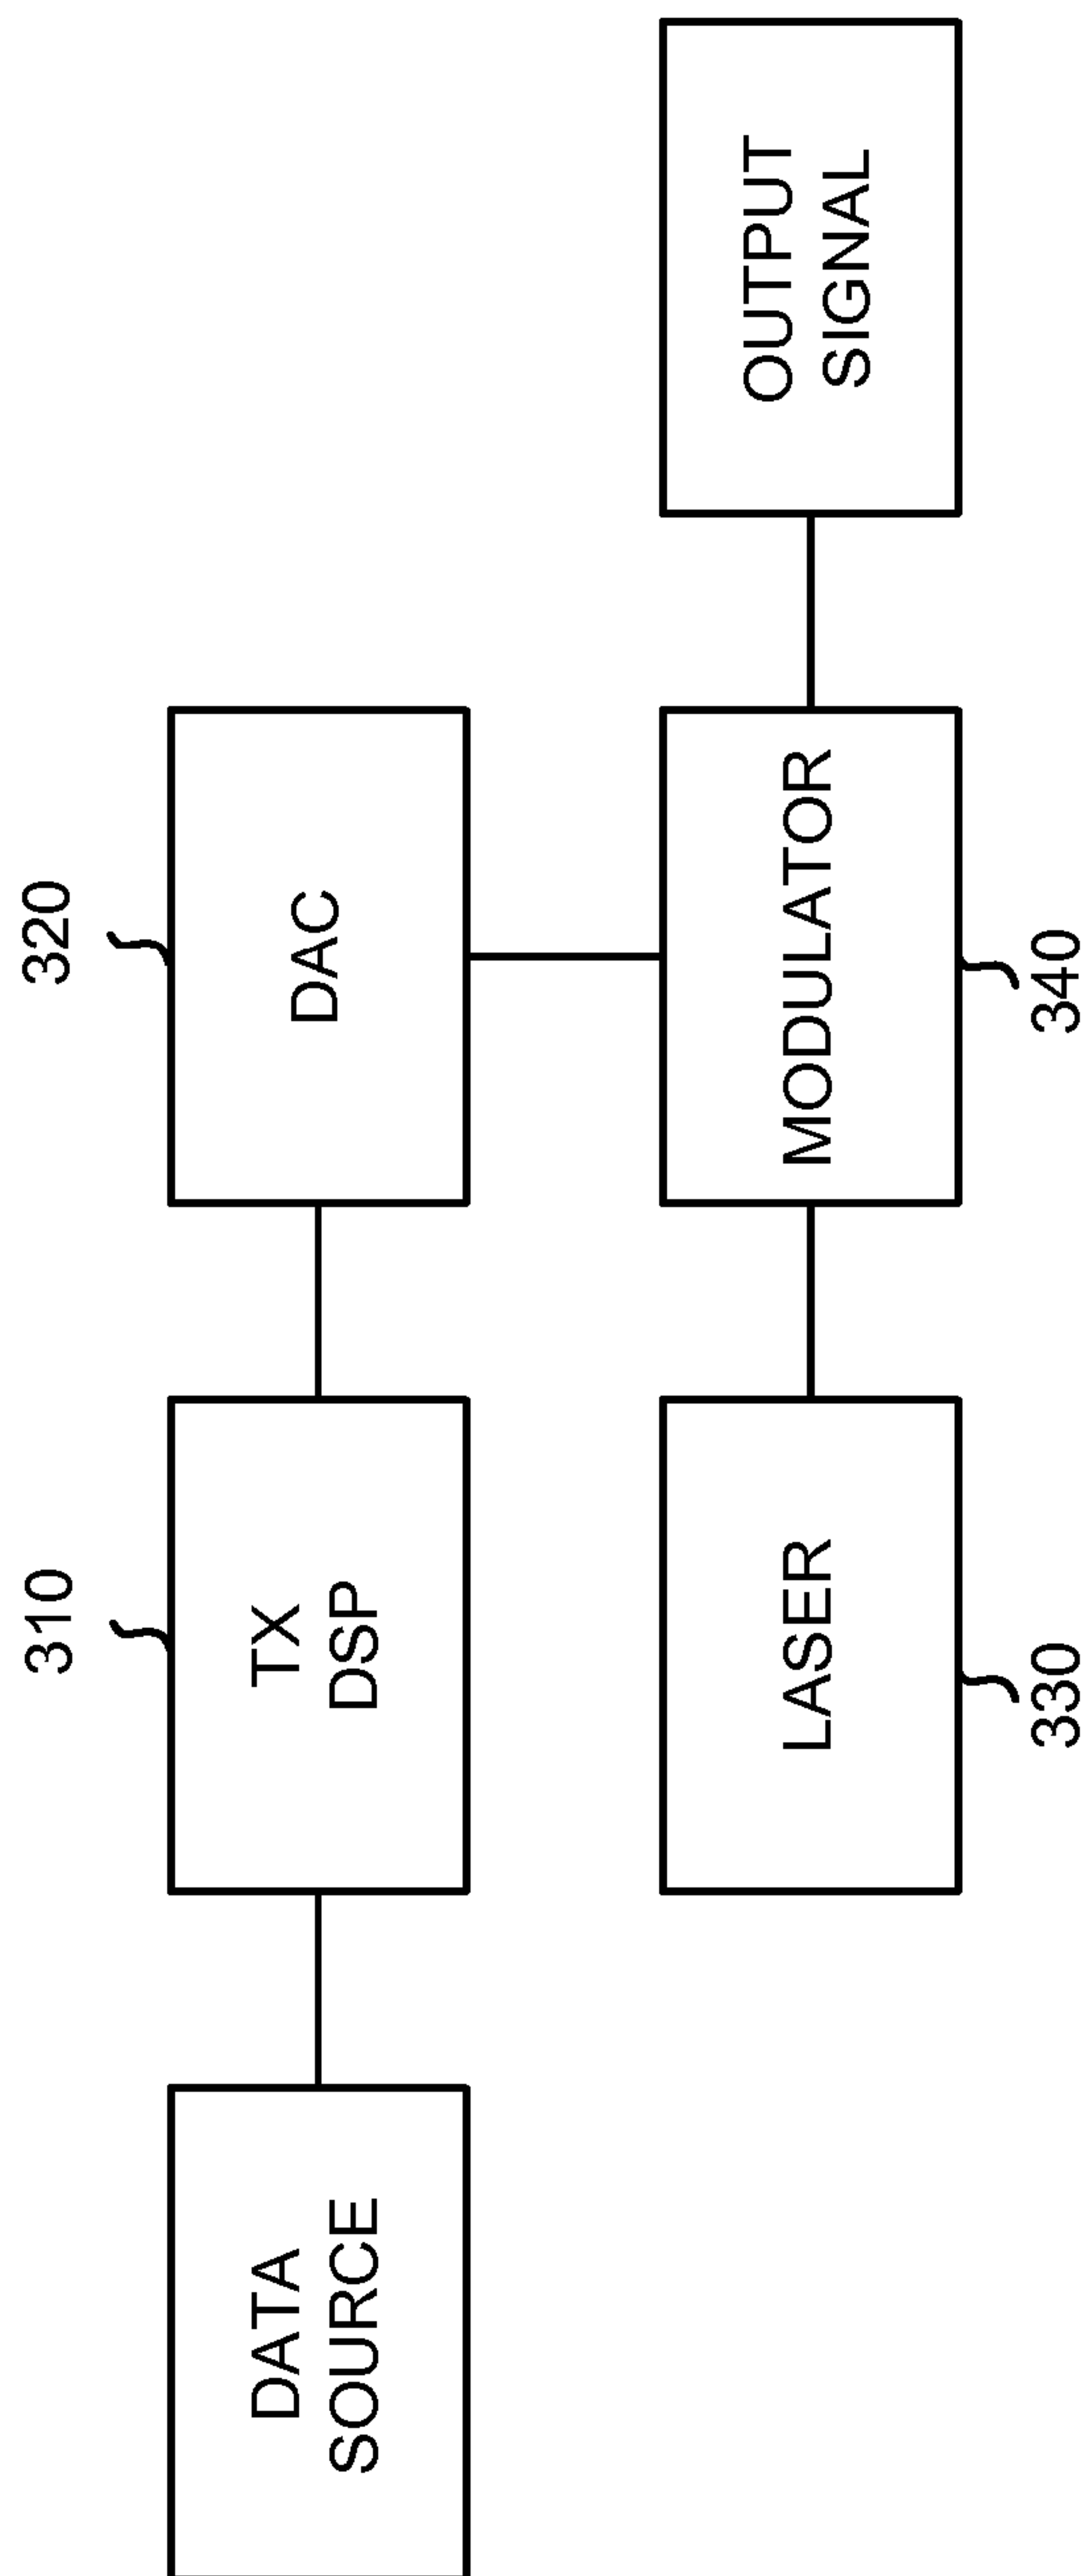 310
320
DATA
SOURCE
TX
DSP
DAC
LASER
MODULATOR
OUTPUT
SIGNAL
330
340